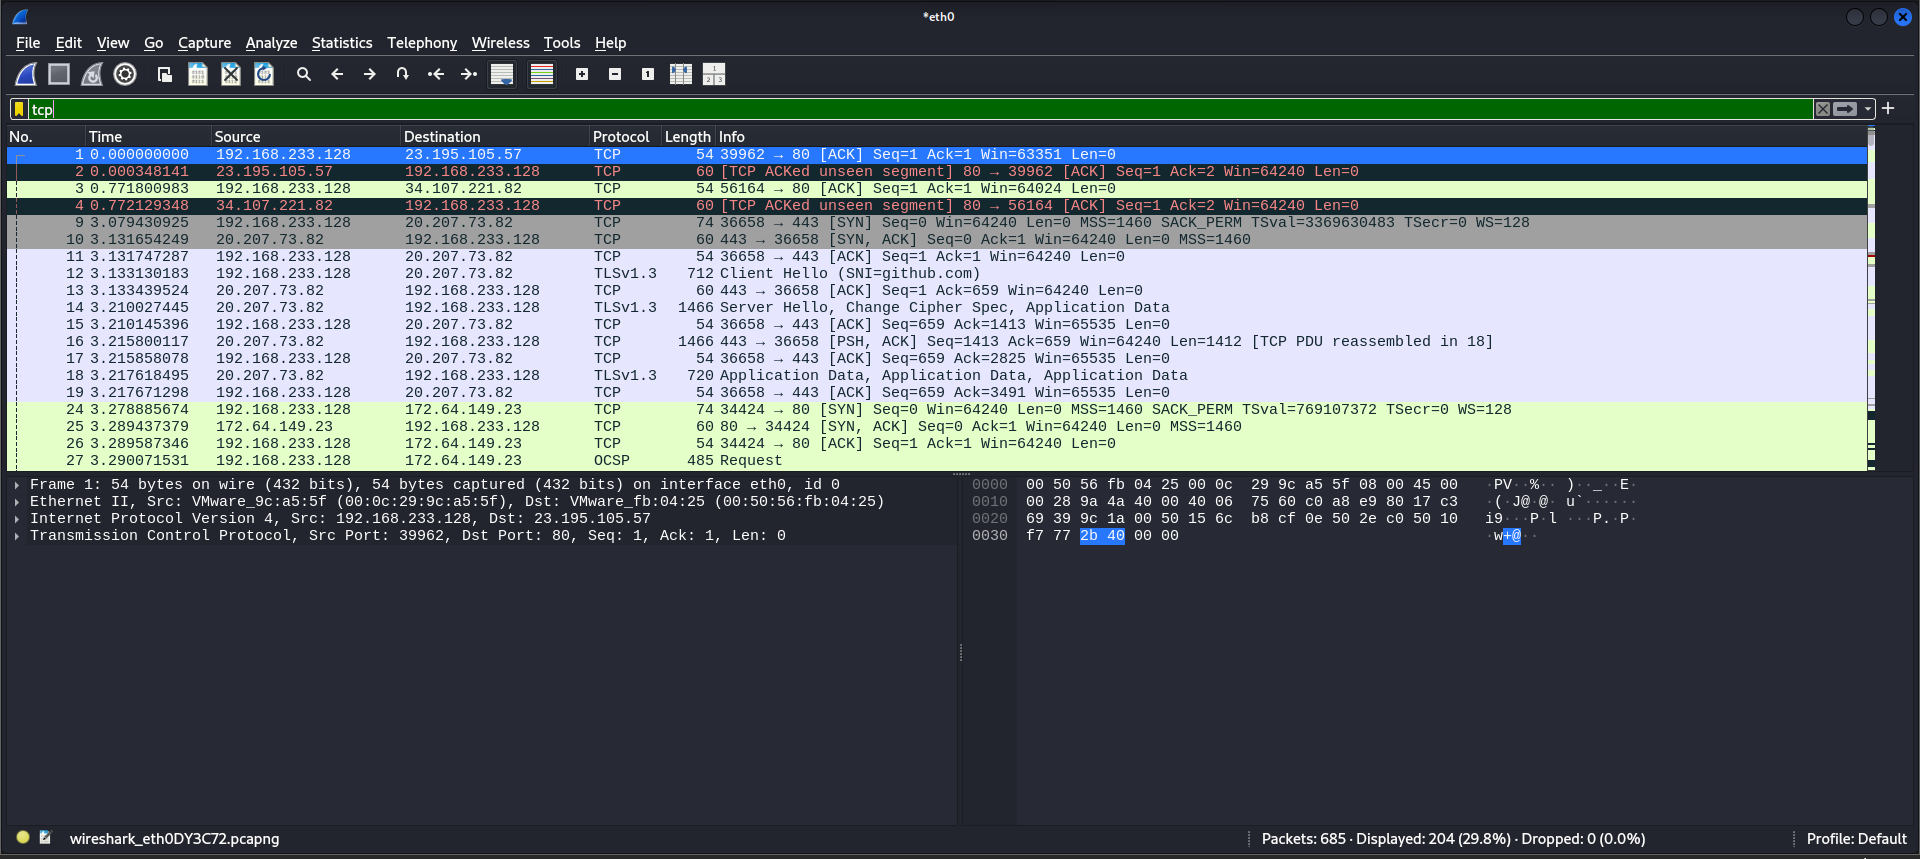 *eth0
File Edit View Go Capture Analyze Statistics Telephony Wireless Tools Help
tcp
No. Time Source Destination Protocol Length Info
1 0.000000000 192.168.233.128 23.195.105.57 TCP 54 39962 → 80 [ACK] Seq=1 Ack=1 Win=63351 Len=0
2 0.000348141 23.195.105.57 192.168.233.128 TCP 60 [TCP ACKed unseen segment] 80 → 39962 [ACK] Seq=1 Ack=2 Win=64240 Len=0
3 0.771800983 192.168.233.128 34.107.221.82 TCP 54 56164 → 80 [ACK] Seq=1 Ack=1 Win=64024 Len=0
4 0.772129348 34.107.221.82 192.168.233.128 TCP 60 [TCP ACKed unseen segment] 80 → 56164 [ACK] Seq=1 Ack=2 Win=64240 Len=0
9 3.079430925 192.168.233.128 20.207.73.82 TCP 74 36658 → 443 [SYN] Seq=0 Win=64240 Len=0 MSS=1460 SACK_PERM TSval=3369630483 TSecr=0 WS=128
10 3.131654249 20.207.73.82 192.168.233.128 TCP 60 443 → 36658 [SYN, ACK] Seq=0 Ack=1 Win=64240 Len=0 MSS=1460
11 3.131747287 192.168.233.128 20.207.73.82 TCP 54 36658 → 443 [ACK] Seq=1 Ack=1 Win=64240 Len=0
12 3.133130183 192.168.233.128 20.207.73.82 TLSv1.3 712 Client Hello (SNI=github.com)
13 3.133439524 20.207.73.82 192.168.233.128 TCP 60 443 → 36658 [ACK] Seq=1 Ack=659 Win=64240 Len=0
14 3.210027445 20.207.73.82 192.168.233.128 TLSv1.3 1466 Server Hello, Change Cipher Spec, Application Data
15 3.210145396 192.168.233.128 20.207.73.82 TCP 54 36658 → 443 [ACK] Seq=659 Ack=1413 Win=65535 Len=0
16 3.215800117 20.207.73.82 192.168.233.128 TCP 1466 443 → 36658 [PSH, ACK] Seq=1413 Ack=659 Win=64240 Len=1412 [TCP PDU reassembled in 18]
17 3.215858078 192.168.233.128 20.207.73.82 TCP 54 36658 → 443 [ACK] Seq=659 Ack=2825 Win=65535 Len=0
18 3.217618495 20.207.73.82 192.168.233.128 TLSv1.3 720 Application Data, Application Data, Application Data
19 3.217671298 192.168.233.128 20.207.73.82 TCP 54 36658 → 443 [ACK] Seq=659 Ack=3491 Win=65535 Len=0
24 3.278885674 192.168.233.128 172.64.149.23 TCP 74 34424 → 80 [SYN] Seq=0 Win=64240 Len=0 MSS=1460 SACK_PERM TSval=769107372 TSecr=0 WS=128
25 3.289437379 172.64.149.23 192.168.233.128 TCP 60 80 → 34424 [SYN, ACK] Seq=0 Ack=1 Win=64240 Len=0 MSS=1460
26 3.289587346 192.168.233.128 172.64.149.23 TCP 54 34424 → 80 [ACK] Seq=1 Ack=1 Win=64240 Len=0
27 3.290071531 192.168.233.128 172.64.149.23 OCSP 485 Request
Frame 1: 54 bytes on wire (432 bits), 54 bytes captured (432 bits) on interface eth0, id 0
Ethernet II, Src: VMware_9c:a5:5f (00:0c:29:9c:a5:5f), Dst: VMware_fb:04:25 (00:50:56:fb:04:25)
Internet Protocol Version 4, Src: 192.168.233.128, Dst: 23.195.105.57
Transmission Control Protocol, Src Port: 39962, Dst Port: 80, Seq: 1, Ack: 1, Len: 0
0000 00 50 56 fb 04 25 00 0c 29 9c a5 5f 08 00 45 00 ·PV··%·· )··_··E·
0010 00 28 9a 4a 40 00 40 06 75 60 c0 a8 e9 80 17 c3 ·(·J@·@· u`······
0020 69 39 9c 1a 00 50 15 6c b8 cf 0e 50 2e c0 50 10 i9···P·l ···P.·P·
0030 f7 77 2b 40 00 00 ·w+@··
wireshark_eth0DY3C72.pcapng
Packets: 685 · Displayed: 204 (29.8%) · Dropped: 0 (0.0%)
Profile: Default